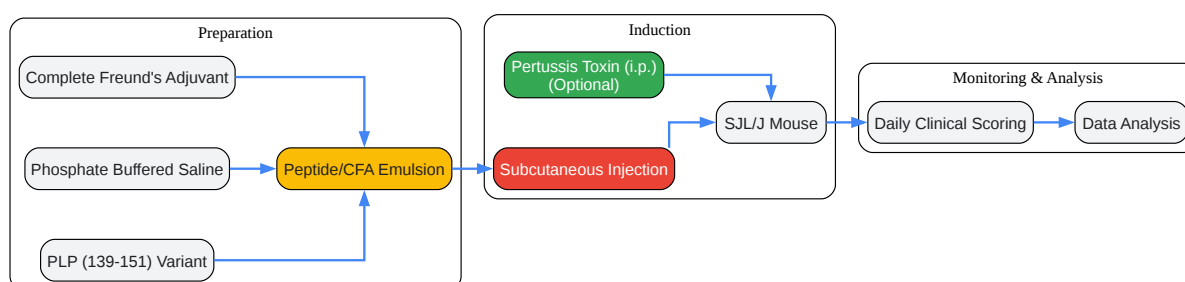 Preparation
Complete Freund's Adjuvant
Phosphate Buffered Saline
Peptide/CFA Emulsion
PLP (139-151) Variant
Induction
Pertussis Toxin (i.p.)
(Optional)
SJL/J Mouse
Subcutaneous Injection
Monitoring & Analysis
Daily Clinical Scoring
Data Analysis